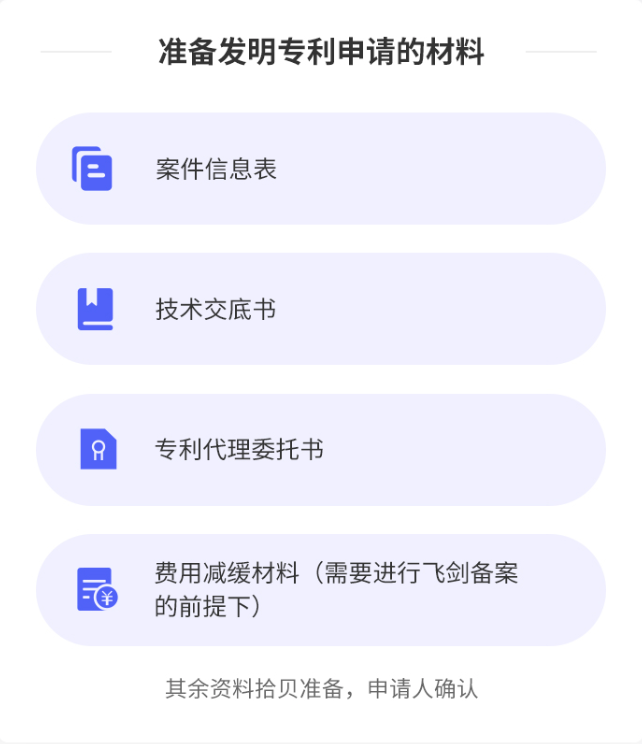 准备发明专利申请的材料
案件信息表
技术交底书
专利代理委托书
费用减缓材料（需要进行飞剑备案
的前提下）
其余资料拾贝准备，申请人确认